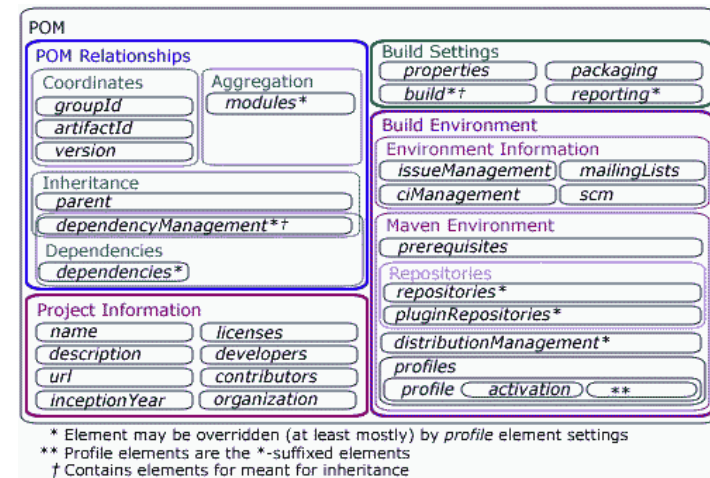 POM
POM Relationships
Coordinates
groupId
artifactId
version
Aggregation
modules*
Inheritance
parent
dependencyManagement*†
Dependencies
dependencies*
Project Information
name
licenses
description
developers
url
contributors
inceptionYear
organization
Build Settings
properties
packaging
build*†
reporting*
Build Environment
Environment Information
issueManagement
mailingLists
ciManagement
scm
Maven Environment
prerequisites
Repositories
repositories*
pluginRepositories*
distributionManagement*
profiles
profile
activation
**
* Element may be overridden (at least mostly) by profile element settings
** Profile elements are the *-suffixed elements
† Contains elements for meant for inheritance